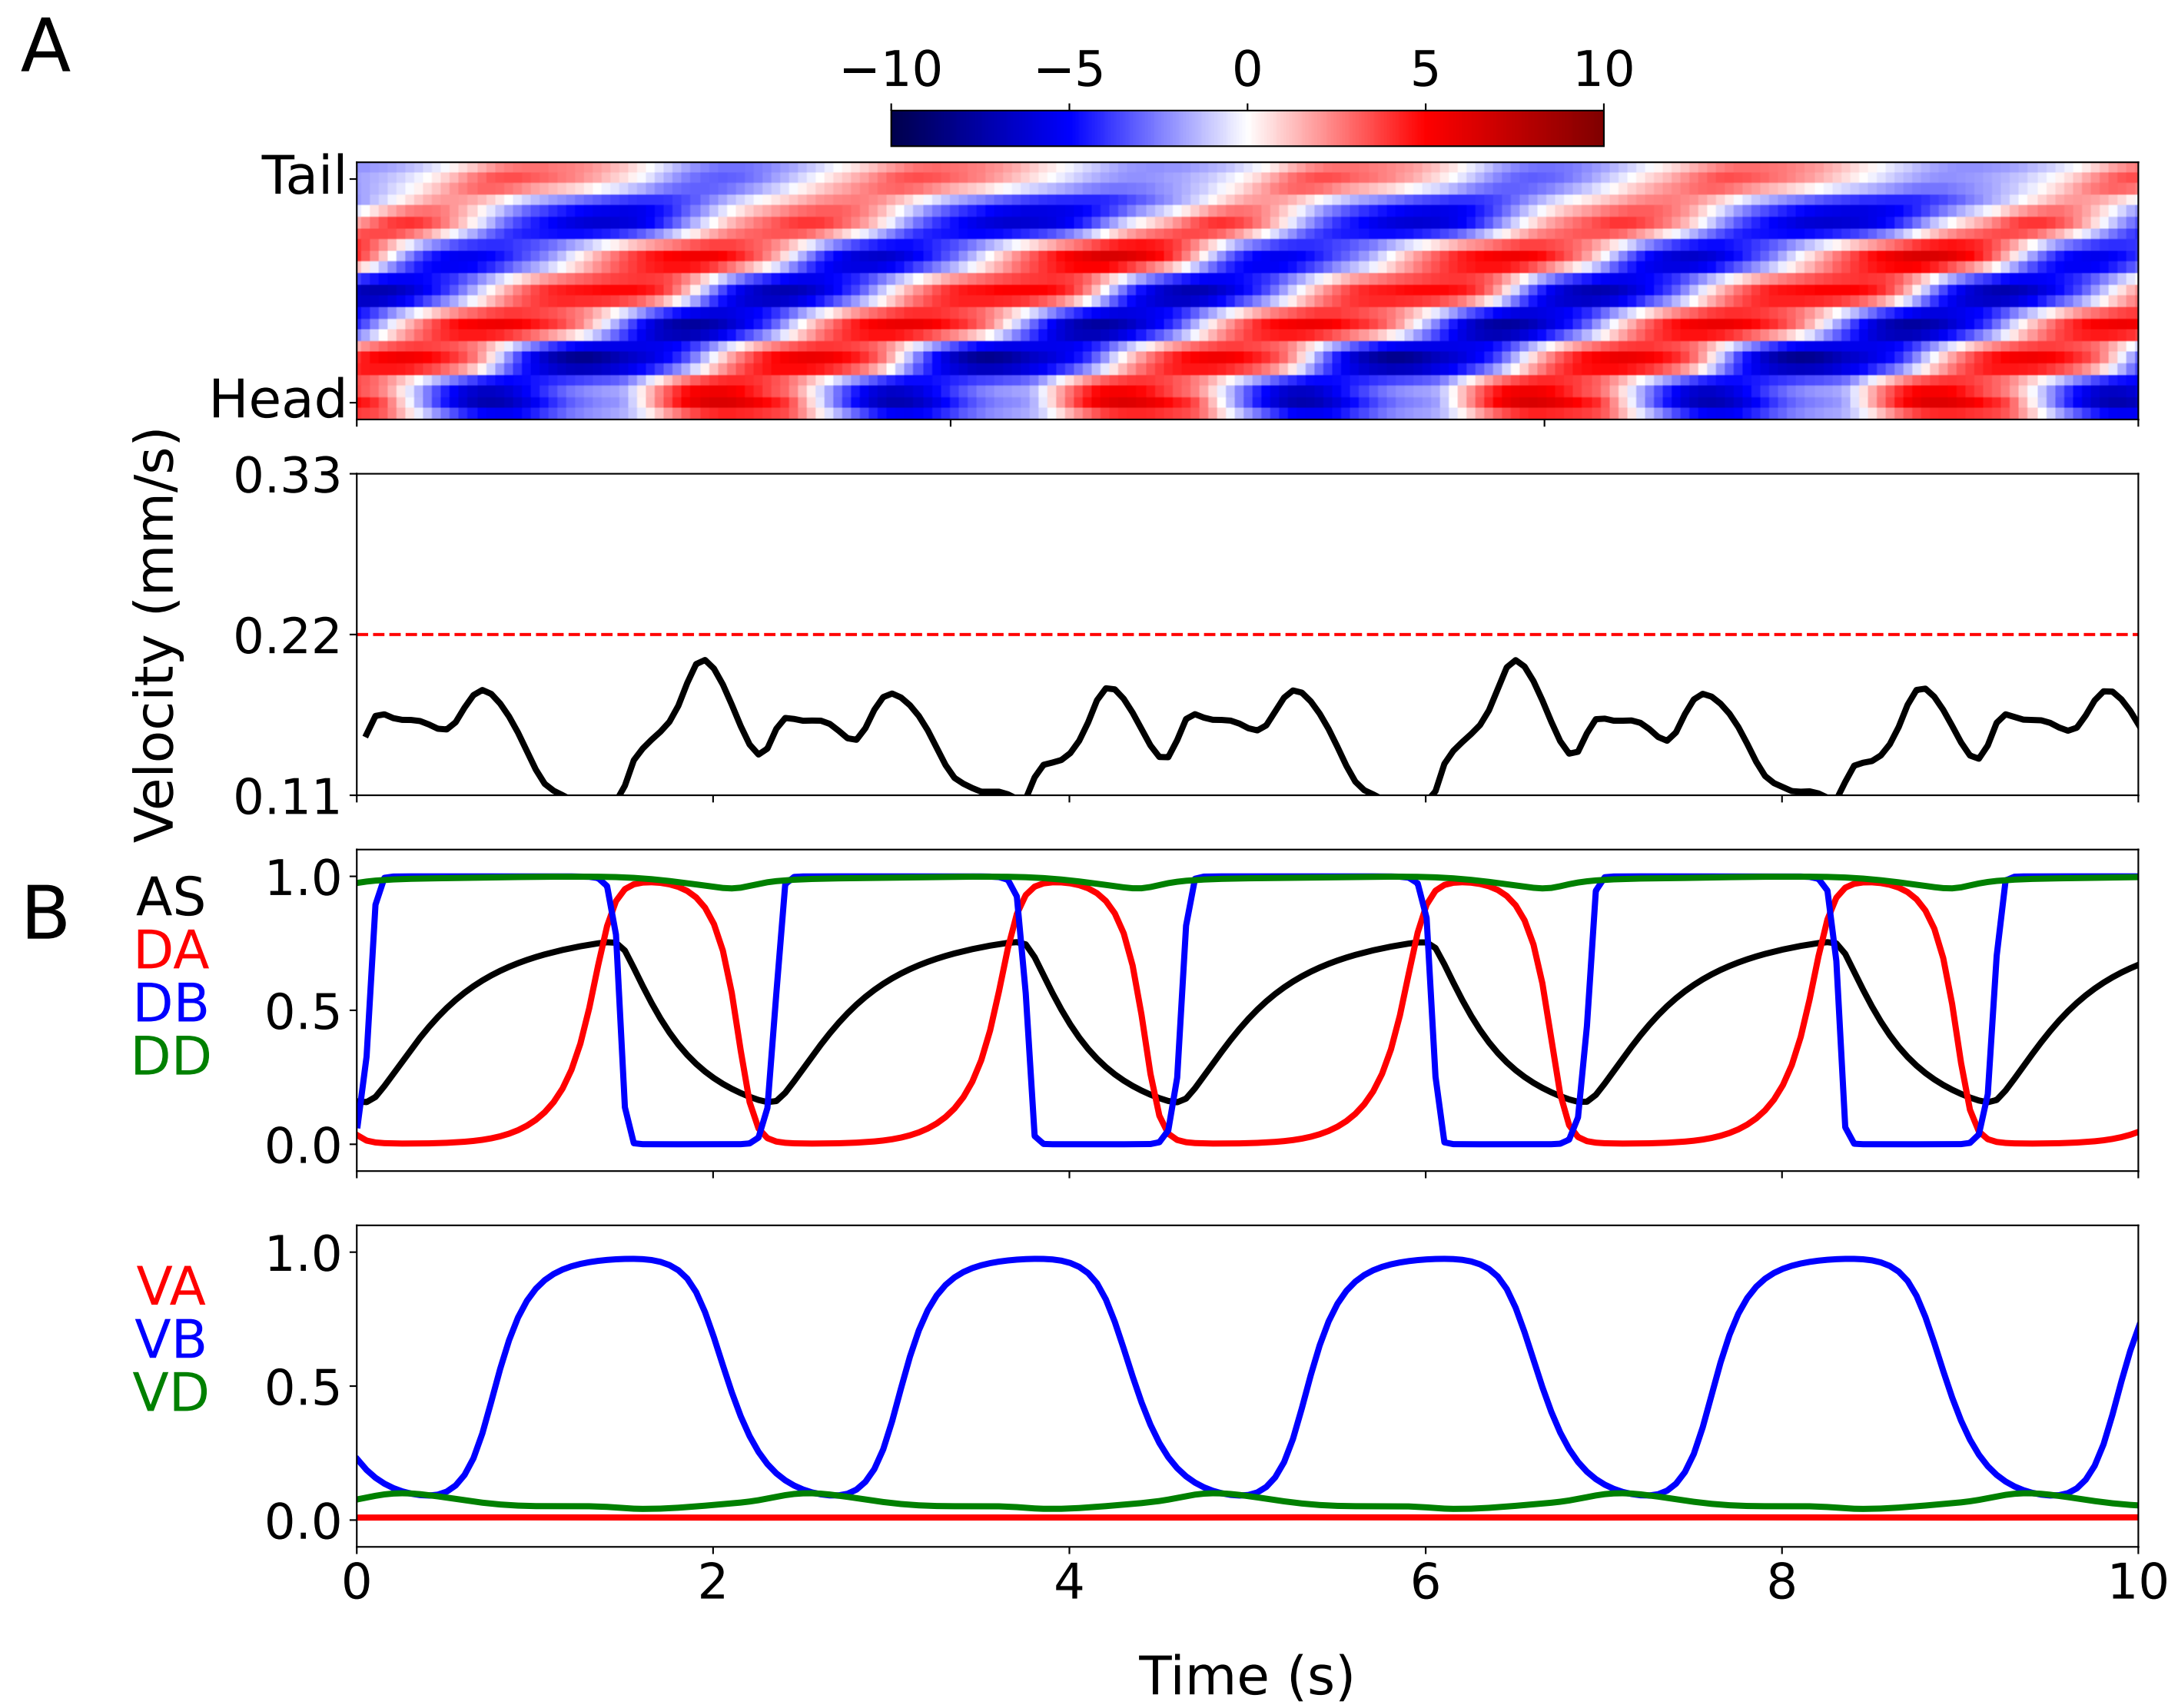 A
−10 −5 0 5 10
Tail
Head
Velocity (mm/s)
0.33
0.22
0.11
B
AS
DA
DB
DD
1.0
0.5
0.0
VA
VB
VD
1.0
0.5
0.0
0 2 4 6 8 10
Time (s)